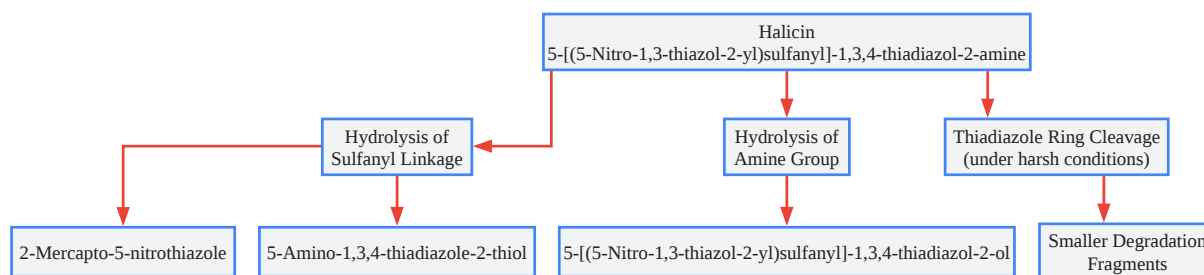 Halicin
5-[(5-Nitro-1,3-thiazol-2-yl)sulfanyl]-1,3,4-thiadiazol-2-amine
Hydrolysis of
Sulfanyl Linkage
Hydrolysis of
Amine Group
Thiadiazole Ring Cleavage
(under harsh conditions)
2-Mercapto-5-nitrothiazole
5-Amino-1,3,4-thiadiazole-2-thiol
5-[(5-Nitro-1,3-thiazol-2-yl)sulfanyl]-1,3,4-thiadiazol-2-ol
Smaller Degradation
Fragments